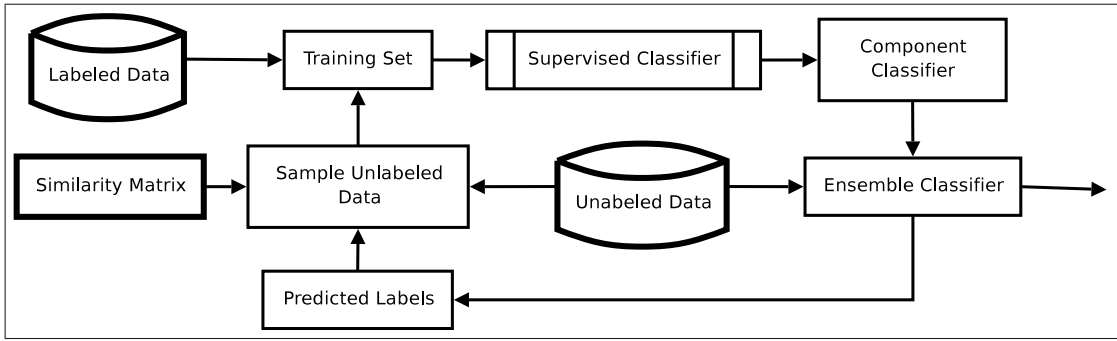 Labeled Data
Training Set
Supervised Classifier
Component
Classifier
Similarity Matrix
Sample Unlabeled
Data
Unabeled Data
Ensemble Classifier
Predicted Labels